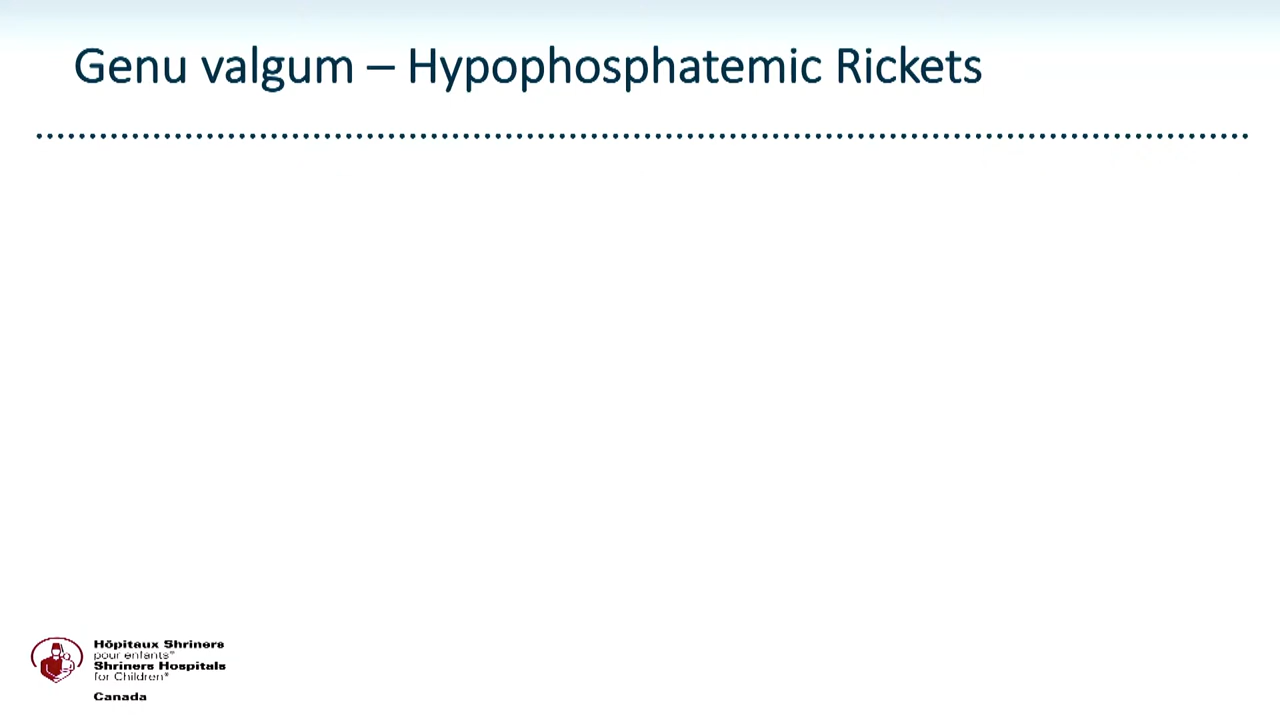 Genu valgum – Hypophosphatemic Rickets
Hôpitaux Shriners
pour enfants®
Shriners Hospitals
for Children®
Canada